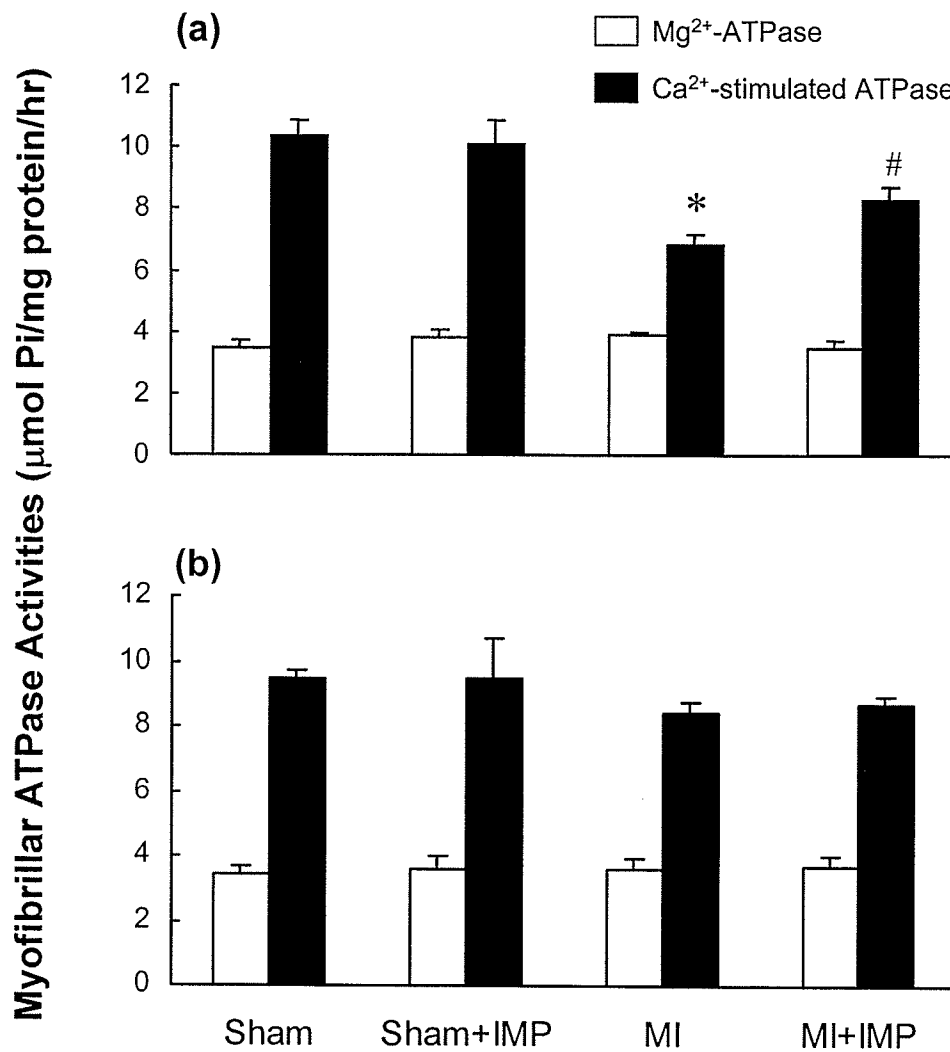 (a)
Mg²⁺-ATPase
Ca²⁺-stimulated ATPase
Myofibrillar ATPase Activities (μmol Pi/mg protein/hr)
12
10
8
6
4
2
0
*
#
(b)
12
10
8
6
4
2
0
Sham Sham+IMP MI MI+IMP